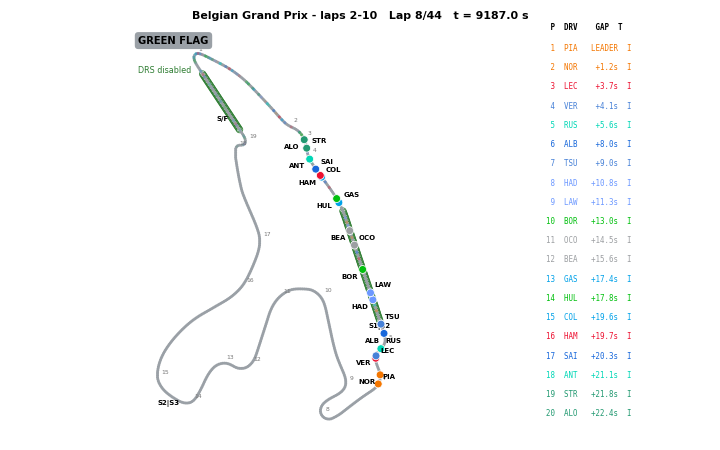 Belgian Grand Prix - laps 2-10 Lap 8/44 t = 9187.0 s
GREEN FLAG
DRS disabled
S/F
19
2
3
STR
ALO
4
SAI
ANT
COL
HAM
GAS
HUL
17
BEA
OCO
BOR
16
LAW
10
HAD
TSU
S1
2
ALB
RUS
LEC
VER
13
12
15
PIA
9
NOR
14
S2|S3
8
P DRV GAP T
1 PIA LEADER I
2 NOR +1.2s I
3 LEC +3.7s I
4 VER +4.1s I
5 RUS +5.6s I
6 ALB +8.0s I
7 TSU +9.0s I
8 HAD +10.8s I
9 LAW +11.3s I
10 BOR +13.0s I
11 OCO +14.5s I
12 BEA +15.6s I
13 GAS +17.4s I
14 HUL +17.8s I
15 COL +19.6s I
16 HAM +19.7s I
17 SAI +20.3s I
18 ANT +21.1s I
19 STR +21.8s I
20 ALO +22.4s I